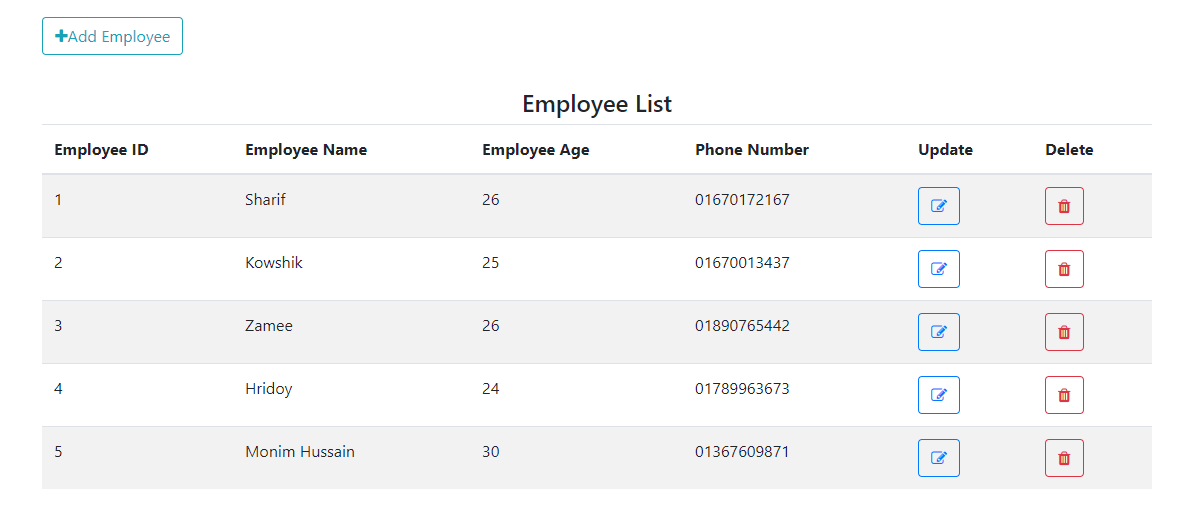 Add Employee
Employee List
Employee ID Employee Name Employee Age Phone Number Update Delete
1 Sharif 26 01670172167
2 Kowshik 25 01670013437
3 Zamee 26 01890765442
4 Hridoy 24 01789963673
5 Monim Hussain 30 01367609871